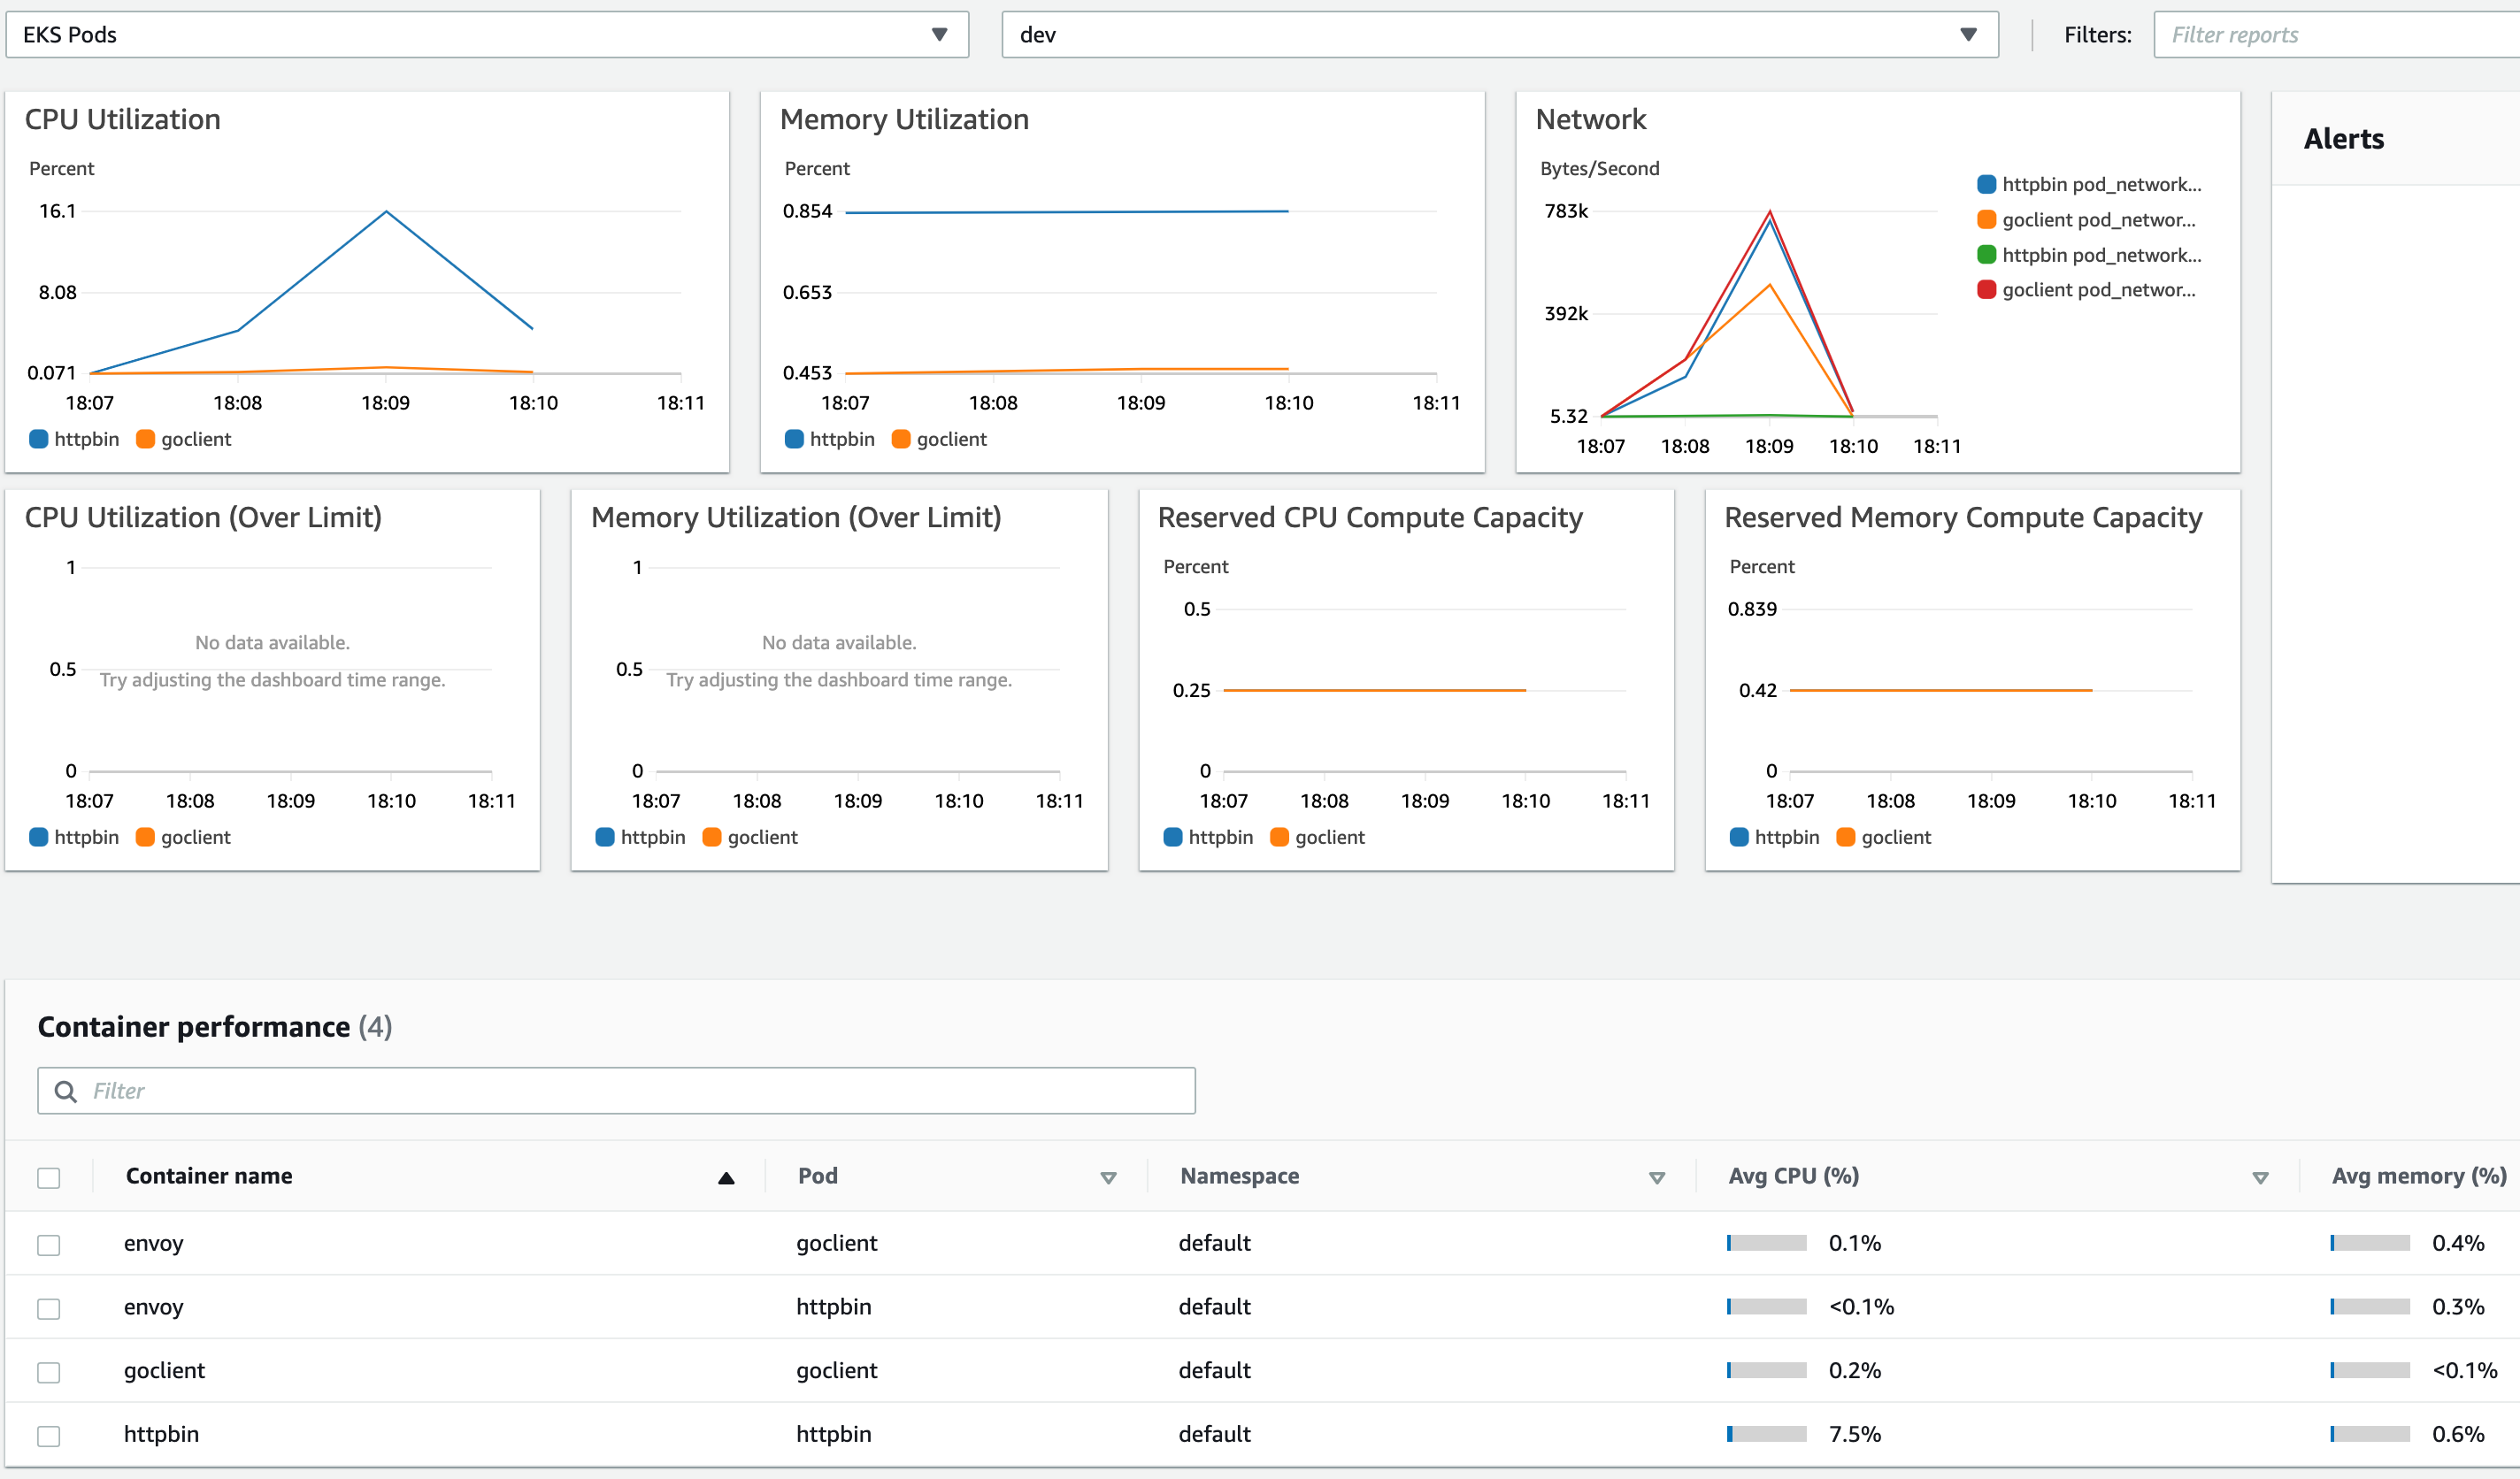 EKS Pods
dev
Filters:
Filter reports
CPU Utilization
Percent
16.1
8.08
0.071
18:07 18:08 18:09 18:10 18:11
httpbin goclient
Memory Utilization
Percent
0.854
0.653
0.453
18:07 18:08 18:09 18:10 18:11
httpbin goclient
Network
Bytes/Second
783k
392k
5.32
18:07 18:08 18:09 18:10 18:11
httpbin pod_network...
goclient pod_networ...
httpbin pod_network...
goclient pod_networ...
Alerts
CPU Utilization (Over Limit)
1
No data available.
0.5
Try adjusting the dashboard time range.
0
18:07 18:08 18:09 18:10 18:11
httpbin goclient
Memory Utilization (Over Limit)
1
No data available.
0.5
Try adjusting the dashboard time range.
0
18:07 18:08 18:09 18:10 18:11
httpbin goclient
Reserved CPU Compute Capacity
Percent
0.5
0.25
0
18:07 18:08 18:09 18:10 18:11
httpbin goclient
Reserved Memory Compute Capacity
Percent
0.839
0.42
0
18:07 18:08 18:09 18:10 18:11
httpbin goclient
Container performance (4)
Filter
Container name Pod Namespace Avg CPU (%) Avg memory (%)
envoy goclient default 0.1% 0.4%
envoy httpbin default <0.1% 0.3%
goclient goclient default 0.2% <0.1%
httpbin httpbin default 7.5% 0.6%